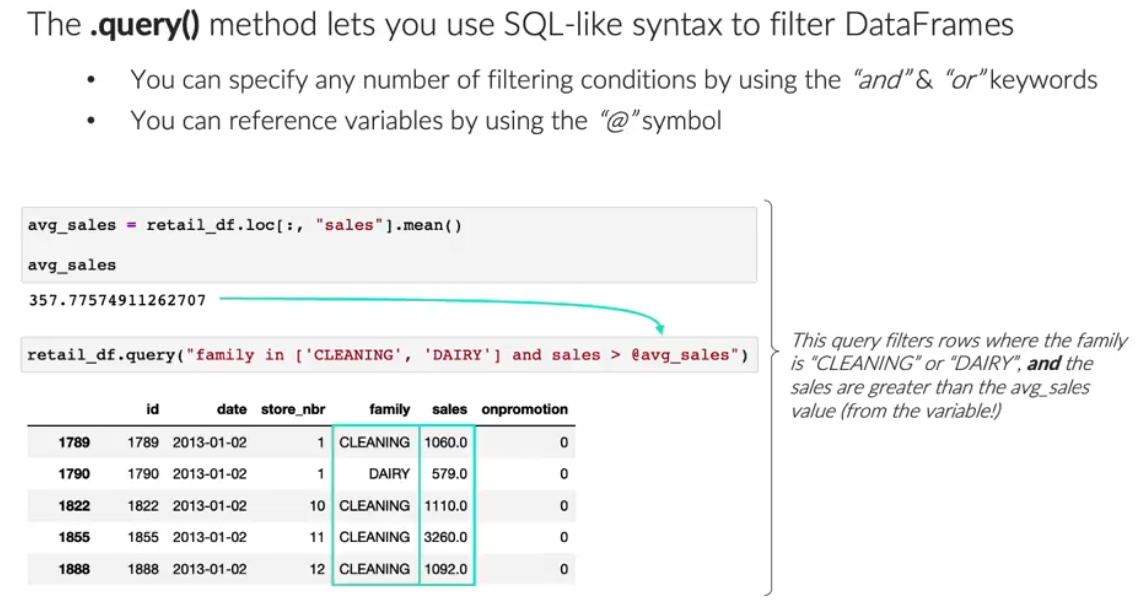 The .query() method lets you use SQL-like syntax to filter DataFrames
• You can specify any number of filtering conditions by using the “and” & “or” keywords
• You can reference variables by using the “@” symbol
avg_sales = retail_df.loc[:, "sales"].mean()
avg_sales
357.77574911262707
retail_df.query("family in ['CLEANING', 'DAIRY'] and sales > @avg_sales")
This query filters rows where the family
is “CLEANING” or “DAIRY”, and the
sales are greater than the avg_sales
value (from the variable!)
id date store_nbr family sales onpromotion
1789 1789 2013-01-02 1 CLEANING 1060.0 0
1790 1790 2013-01-02 1 DAIRY 579.0 0
1822 1822 2013-01-02 10 CLEANING 1110.0 0
1855 1855 2013-01-02 11 CLEANING 3260.0 0
1888 1888 2013-01-02 12 CLEANING 1092.0 0